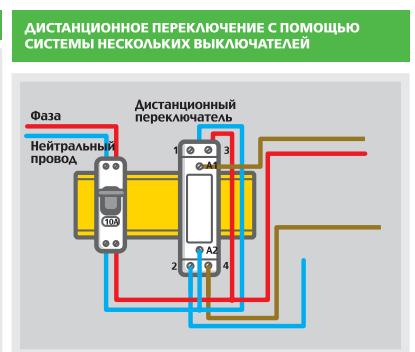 ДИСТАНЦИОННОЕ ПЕРЕКЛЮЧЕНИЕ С ПОМОЩЬЮ
СИСТЕМЫ НЕСКОЛЬКИХ ВЫКЛЮЧАТЕЛЕЙ
Дистанционный
переключатель
Фаза
Нейтральный
провод
1
3
A1
10A
A2
2
4